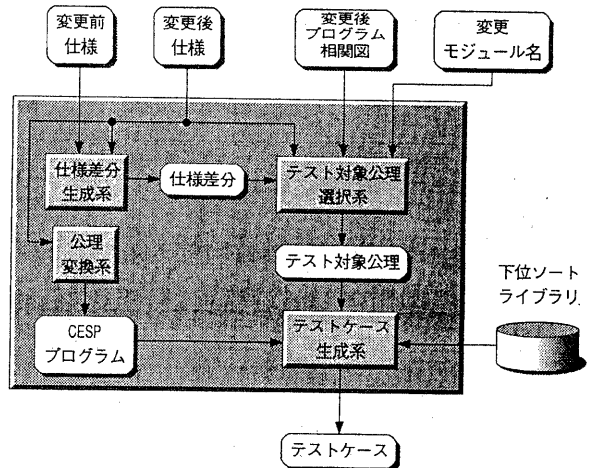 変更前
仕様
変更後
仕様
変更後
プログラム
相関図
変更
モジュール名
仕様差分
生成系
仕様差分
テスト対象公理
選択系
公理
変換系
テスト対象公理
下位ソート
ライブラリ
CESP
プログラム
テストケース
生成系
テストケース